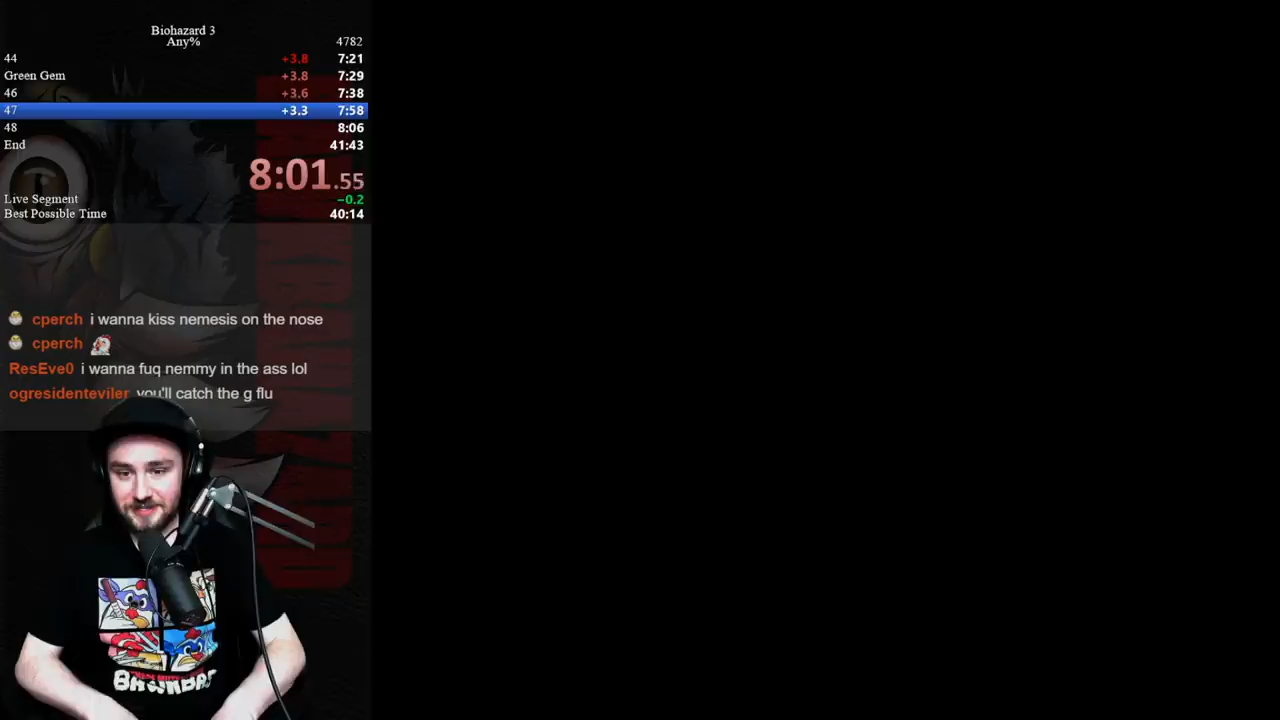 Biohazard 3
Any%
4782
44 +3.8 7:21
Green Gem +3.8 7:29
46 +3.6 7:38
47 +3.3 7:58
48 8:06
End 41:43
8:01.55
Live Segment −0.2
Best Possible Time 40:14
cperch i wanna kiss nemesis on the nose
cperch
ResEve0 i wanna fuq nemmy in the ass lol
ogresidenteviler you'll catch the g flu